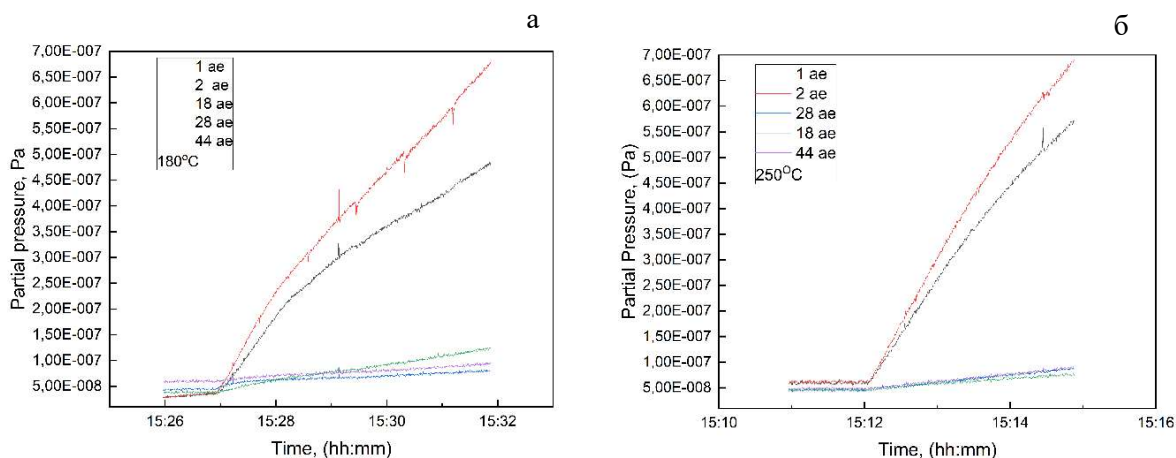 а
7,00E-007
6,50E-007
6,00E-007
5,50E-007
5,00E-007
4,50E-007
4,00E-007
3,50E-007
3,00E-007
2,50E-007
2,00E-007
1,50E-007
1,00E-007
5,00E-008
Partial pressure, Pa
1 ae
2 ae
18 ae
28 ae
44 ae
180°C
15:26
15:28
15:30
15:32
Time, (hh:mm)
б
7,00E-007
6,50E-007
6,00E-007
5,50E-007
5,00E-007
4,50E-007
4,00E-007
3,50E-007
3,00E-007
2,50E-007
2,00E-007
1,50E-007
1,00E-007
5,00E-008
Partial Pressure, (Pa)
1 ae
2 ae
28 ae
18 ae
44 ae
250°C
15:10
15:12
15:14
15:16
Time, (hh:mm)